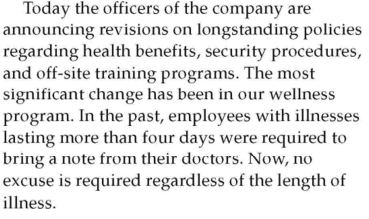 Today the officers of the company are
announcing revisions on longstanding policies
regarding health benefits, security procedures,
and off-site training programs. The most
significant change has been in our wellness
program. In the past, employees with illnesses
lasting more than four days were required to
bring a note from their doctors. Now, no
excuse is required regardless of the length of
illness.